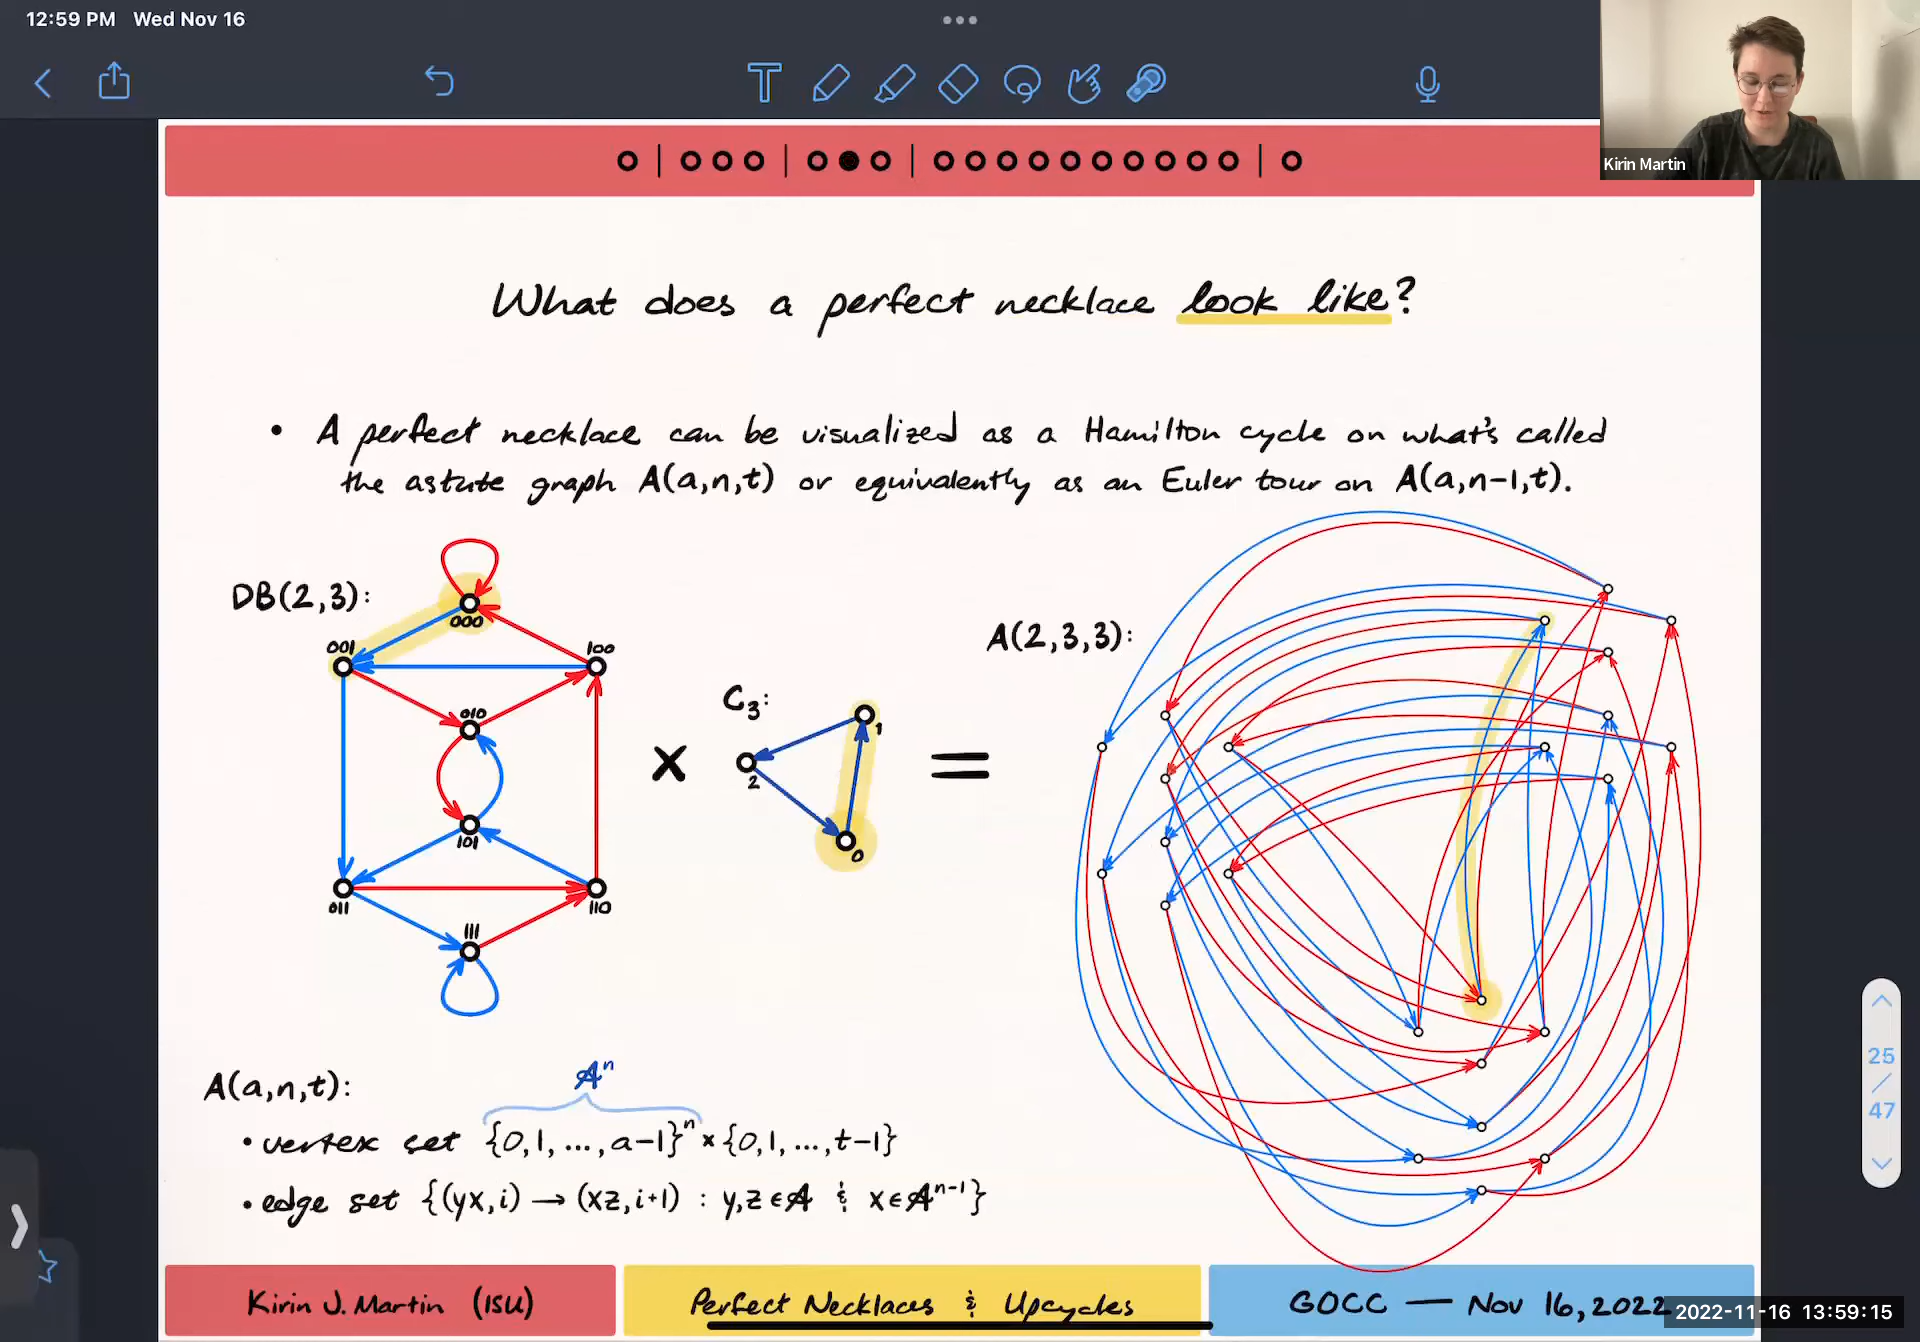 12:59 PM Wed Nov 16
Kirin Martin
What does a perfect necklace look like?
• A perfect necklace can be visualized as a Hamilton cycle on what's called
the astute graph A(a,n,t) or equivalently as an Euler tour on A(a,n-1,t).
DB(2,3):
000
001
100
010
101
011
110
111
×
C₃:
1
2
0
=
A(2,3,3):
A(a,n,t):
𝒜ⁿ
• vertex set {0,1,...,a-1}ⁿ × {0,1,...,t-1}
• edge set {(yx,i) → (xz,i+1) : y,z ∈ 𝒜 & x ∈ 𝒜ⁿ⁻¹}
25
/
47
Kirin J. Martin (ISU)
Perfect Necklaces & Upcycles
GOCC — Nov 16, 2022
2022-11-16 13:59:15